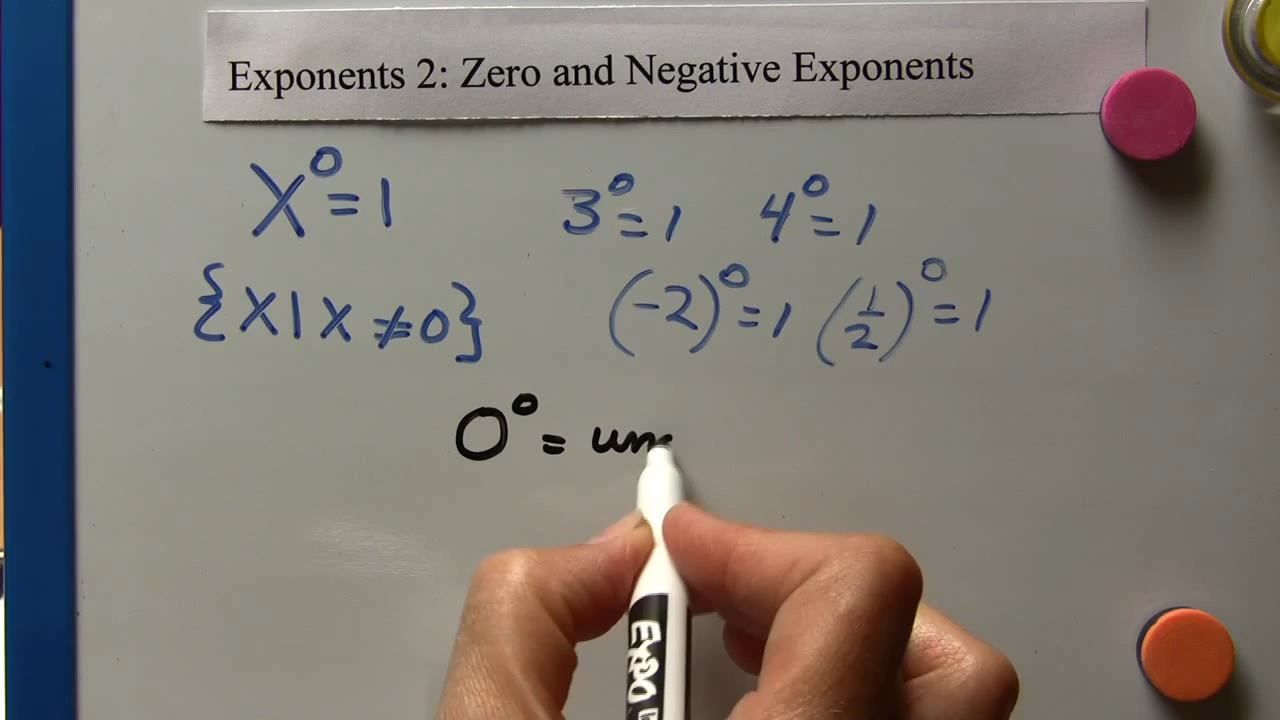 Exponents 2: Zero and Negative Exponents
X⁰ = 1 3⁰ = 1 4⁰ = 1
{X | X ≠ 0} (-2)⁰ = 1 (1/2)⁰ = 1
0⁰ = un
EXPO